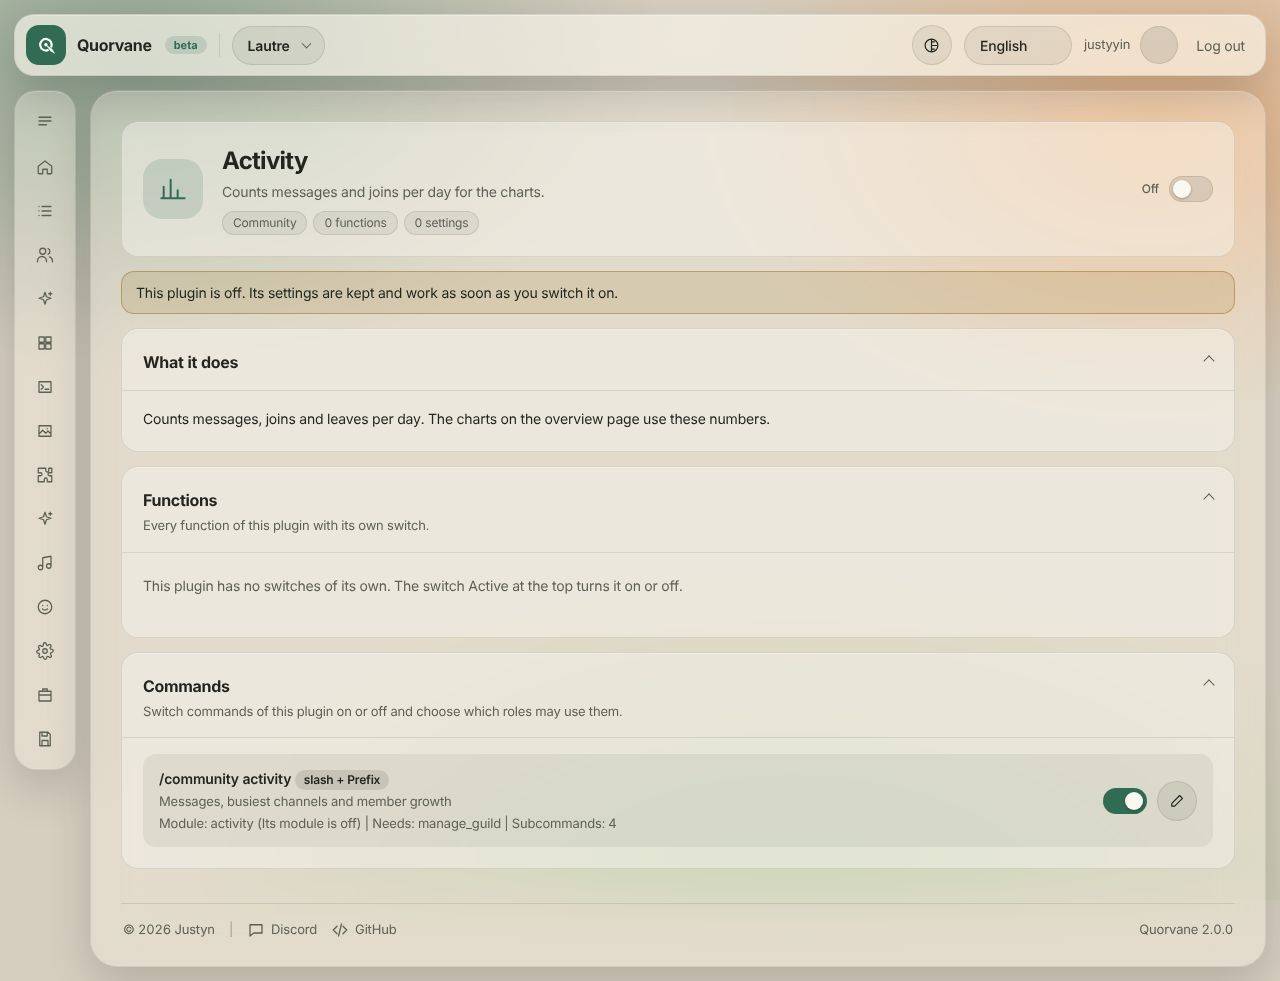 Quorvane beta Lautre English justyyin Log out
Activity
Counts messages and joins per day for the charts.
Off
Community 0 functions 0 settings
This plugin is off. Its settings are kept and work as soon as you switch it on.
What it does
Counts messages, joins and leaves per day. The charts on the overview page use these numbers.
Functions
Every function of this plugin with its own switch.
This plugin has no switches of its own. The switch Active at the top turns it on or off.
Commands
Switch commands of this plugin on or off and choose which roles may use them.
/community activity slash + Prefix
Messages, busiest channels and member growth
Module: activity (Its module is off) | Needs: manage_guild | Subcommands: 4
© 2026 Justyn | Discord GitHub Quorvane 2.0.0